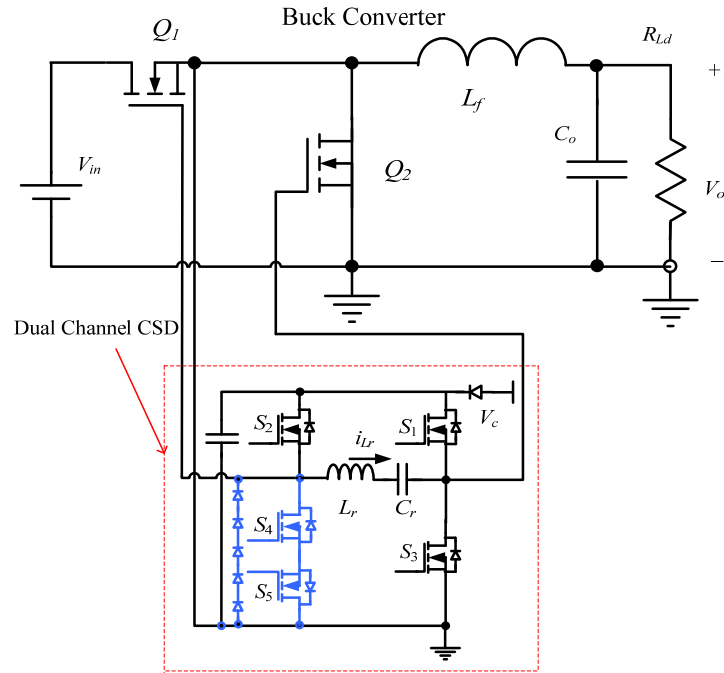 Buck Converter
Q1
RLd
+
Lf
Co
Vin
Q2
Vo
−
Dual Channel CSD
S2
S1
Vc
iLr
Lr
Cr
S4
S3
S5